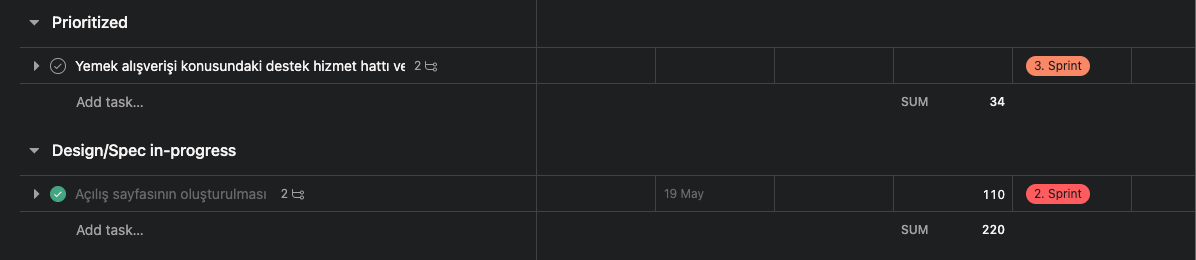 Prioritized
Yemek alışverişi konusundaki destek hizmet hattı ve 2 3. Sprint
Add task... SUM 34
Design/Spec in-progress
Açılış sayfasının oluşturulması 2 19 May 110 2. Sprint
Add task... SUM 220